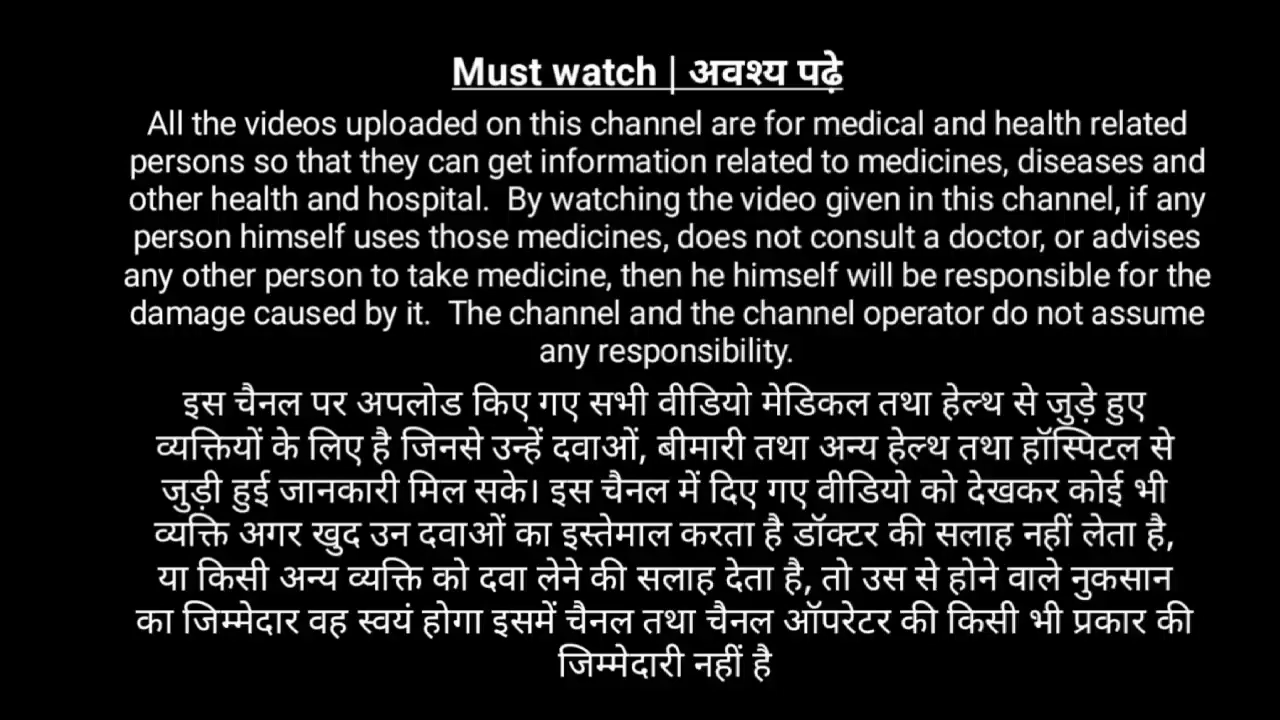 Must watch | अवश्य पढ़े
All the videos uploaded on this channel are for medical and health related
persons so that they can get information related to medicines, diseases and
other health and hospital.  By watching the video given in this channel, if any
person himself uses those medicines, does not consult a doctor, or advises
any other person to take medicine, then he himself will be responsible for the
damage caused by it.  The channel and the channel operator do not assume
any responsibility.
इस चैनल पर अपलोड किए गए सभी वीडियो मेडिकल तथा हेल्थ से जुड़े हुए
व्यक्तियों के लिए है जिनसे उन्हें दवाओं, बीमारी तथा अन्य हेल्थ तथा हॉस्पिटल से
जुड़ी हुई जानकारी मिल सके। इस चैनल में दिए गए वीडियो को देखकर कोई भी
व्यक्ति अगर खुद उन दवाओं का इस्तेमाल करता है डॉक्टर की सलाह नहीं लेता है,
या किसी अन्य व्यक्ति को दवा लेने की सलाह देता है, तो उस से होने वाले नुकसान
का जिम्मेदार वह स्वयं होगा इसमें चैनल तथा चैनल ऑपरेटर की किसी भी प्रकार की
जिम्मेदारी नहीं है